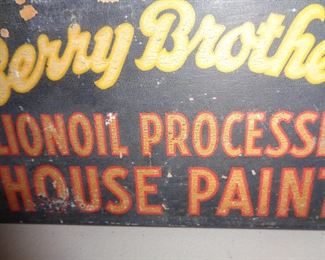 Berry Brothe
LIONOIL PROCESSE
HOUSE PAINT